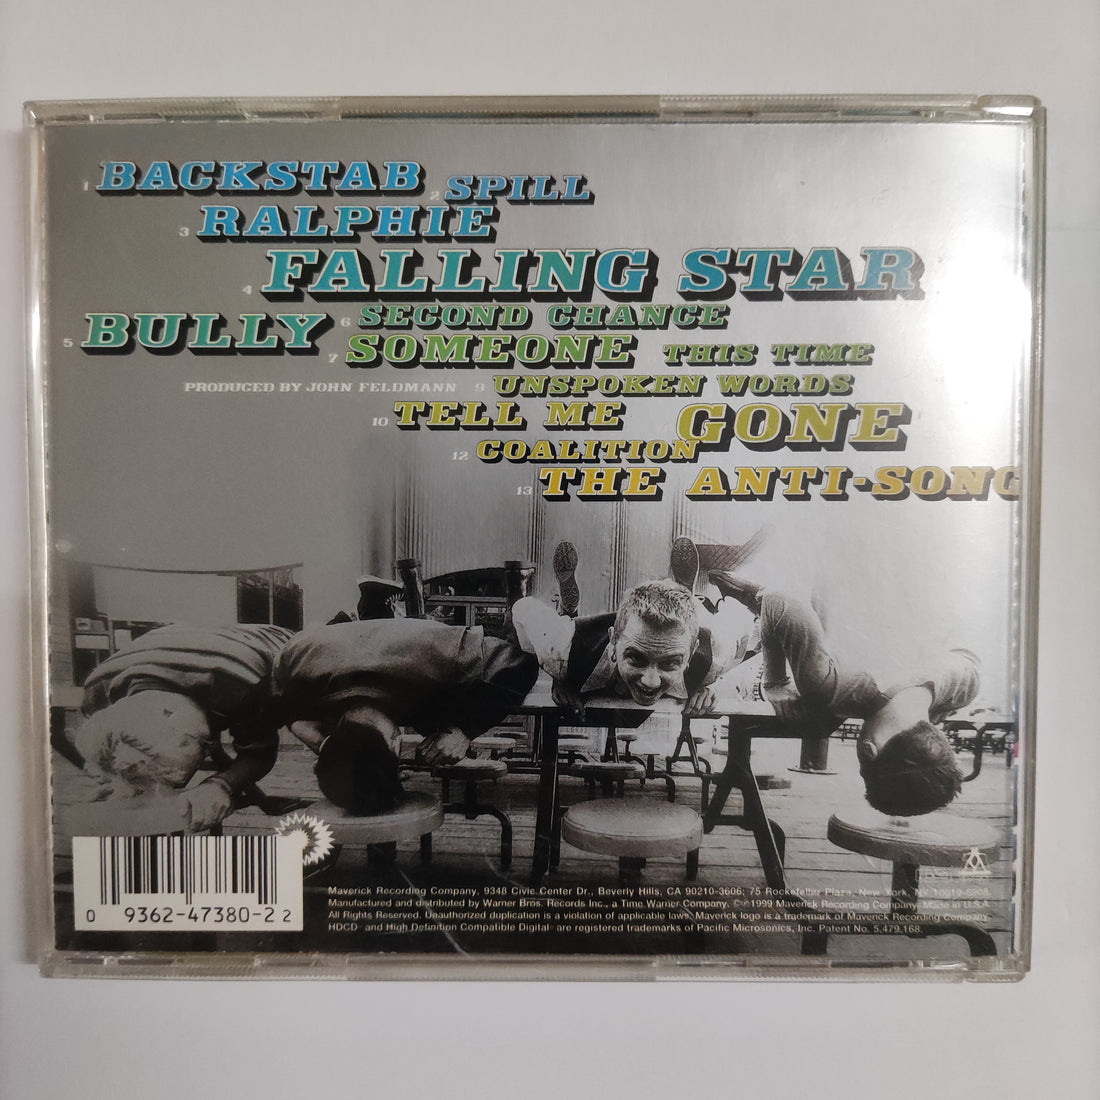 1 BACKSTAB 2 SPILL
3 RALPHIE
4 FALLING STAR
5 BULLY 6 SECOND CHANCE
7 SOMEONE THIS TIME
PRODUCED BY JOHN FELDMANN 9 UNSPOKEN WORDS
10 TELL ME GONE
12 COALITION
13 THE ANTI-SONG
Maverick Recording Company, 9348 Civic Center Dr., Beverly Hills, CA 90210-3606; 75 Rockefeller Plaza, New York, NY
Manufactured and distributed by Warner Bros. Records Inc., a Time Warner Company. ©℗1999 Maverick Recording Company. Made in U.S.A.
All Rights Reserved. Unauthorized duplication is a violation of applicable laws. Maverick logo is a trademark of Maverick Recording Company.
HDCD and High Definition Compatible Digital are registered trademarks of Pacific Microsonics, Inc. Patent No. 5,479,168.
0 9362-47380-2 2